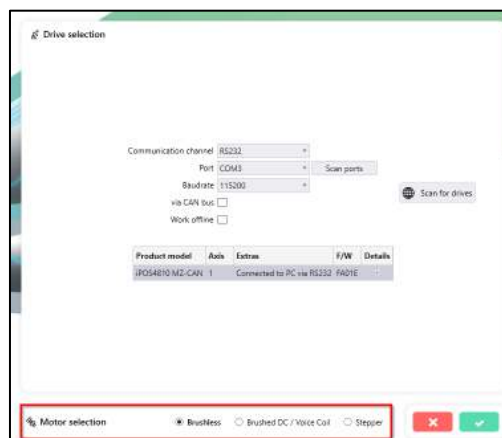 Drive selection
Communication channel RS232
Port COM3 Scan ports
Baudrate 115200
Scan for drives
via CAN bus
Work offline
Product model Axis Extras F/W Details
iPOS4810 MZ-CAN 1 Connected to PC via RS232 FA01E
Motor selection Brushless Brushed DC / Voice Coil Stepper